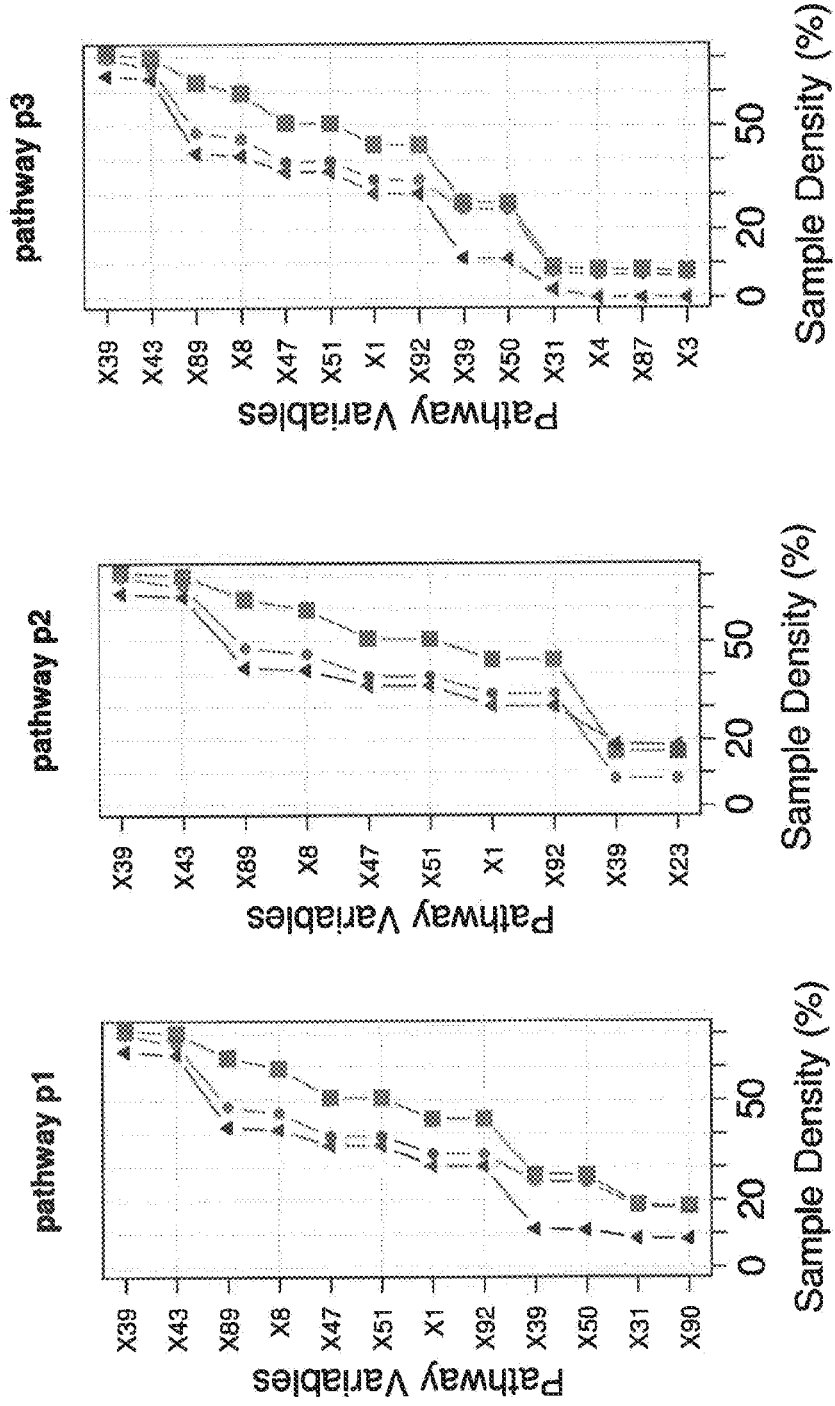 pathway p1
X39
X43
X89
X8
X47
X51
X1
X92
X39
X50
X31
X90
Pathway Variables
0 20 50
Sample Density (%)
pathway p2
X39
X43
X89
X8
X47
X51
X1
X92
X39
X23
Pathway Variables
0 20 50
Sample Density (%)
pathway p3
X39
X43
X89
X8
X47
X51
X1
X92
X39
X50
X31
X4
X87
X3
Pathway Variables
0 20 50
Sample Density (%)